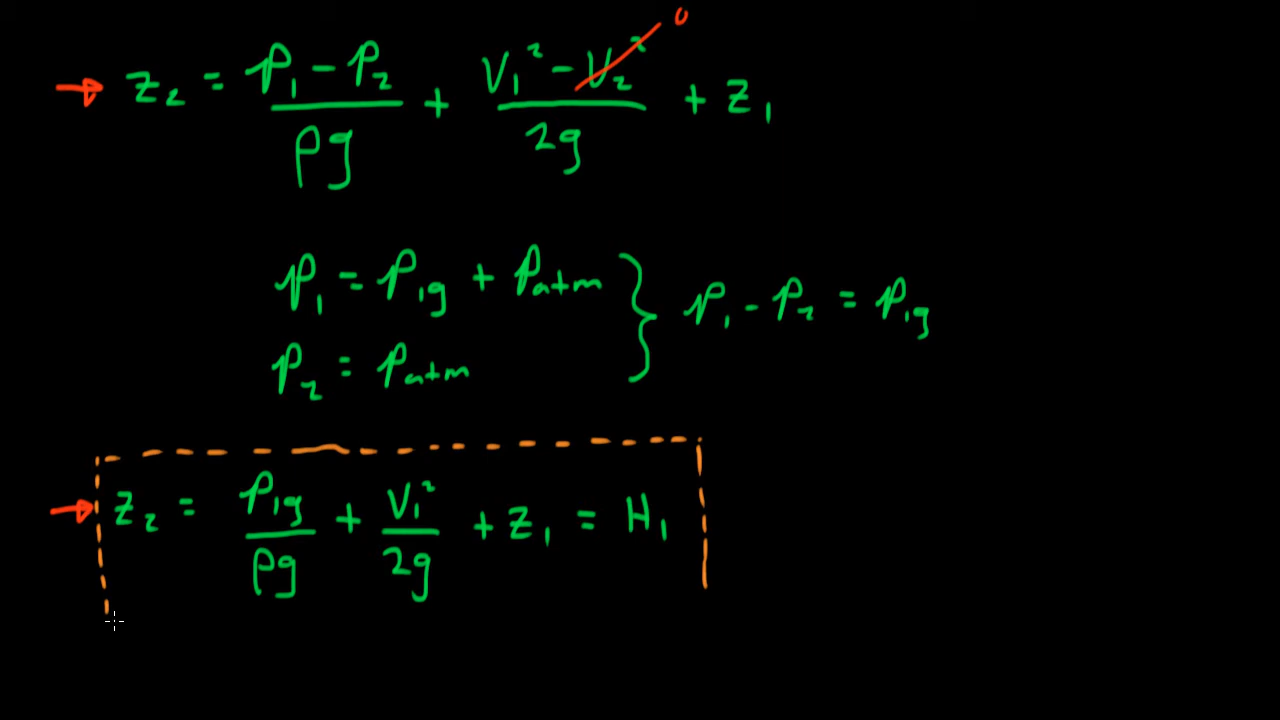 z₂ = (p₁ - p₂)/(ρg) + (V₁² - V₂²)/(2g) + z₁
0
p₁ = p₁g + patm } p₁ - p₂ = p₁g
p₂ = patm
z₂ = p₁g/(ρg) + V₁²/(2g) + z₁ = H₁